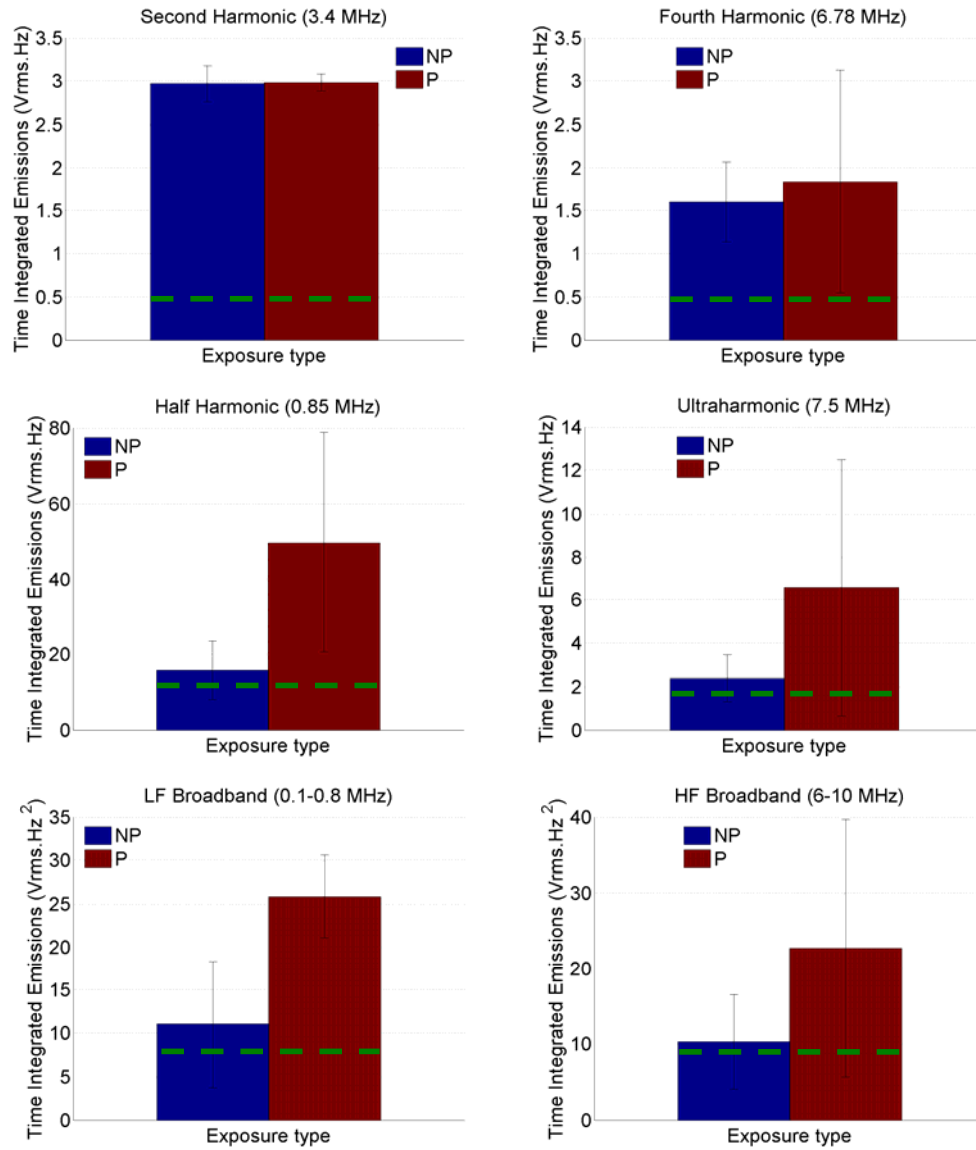 Second Harmonic (3.4 MHz)
Time Integrated Emissions (Vrms.Hz)
3.5
3
2.5
2
1.5
1
0.5
0
NP
P
Exposure type
Fourth Harmonic (6.78 MHz)
Time Integrated Emissions (Vrms.Hz)
3.5
3
2.5
2
1.5
1
0.5
0
NP
P
Exposure type
Half Harmonic (0.85 MHz)
Time Integrated Emissions (Vrms.Hz)
80
60
40
20
0
NP
P
Exposure type
Ultraharmonic (7.5 MHz)
Time Integrated Emissions (Vrms.Hz)
14
12
10
8
6
4
2
0
NP
P
Exposure type
LF Broadband (0.1-0.8 MHz)
Time Integrated Emissions (Vrms.Hz ²)
35
30
25
20
15
10
5
0
NP
P
Exposure type
HF Broadband (6-10 MHz)
Time Integrated Emissions (Vrms.Hz ²)
40
30
20
10
0
NP
P
Exposure type